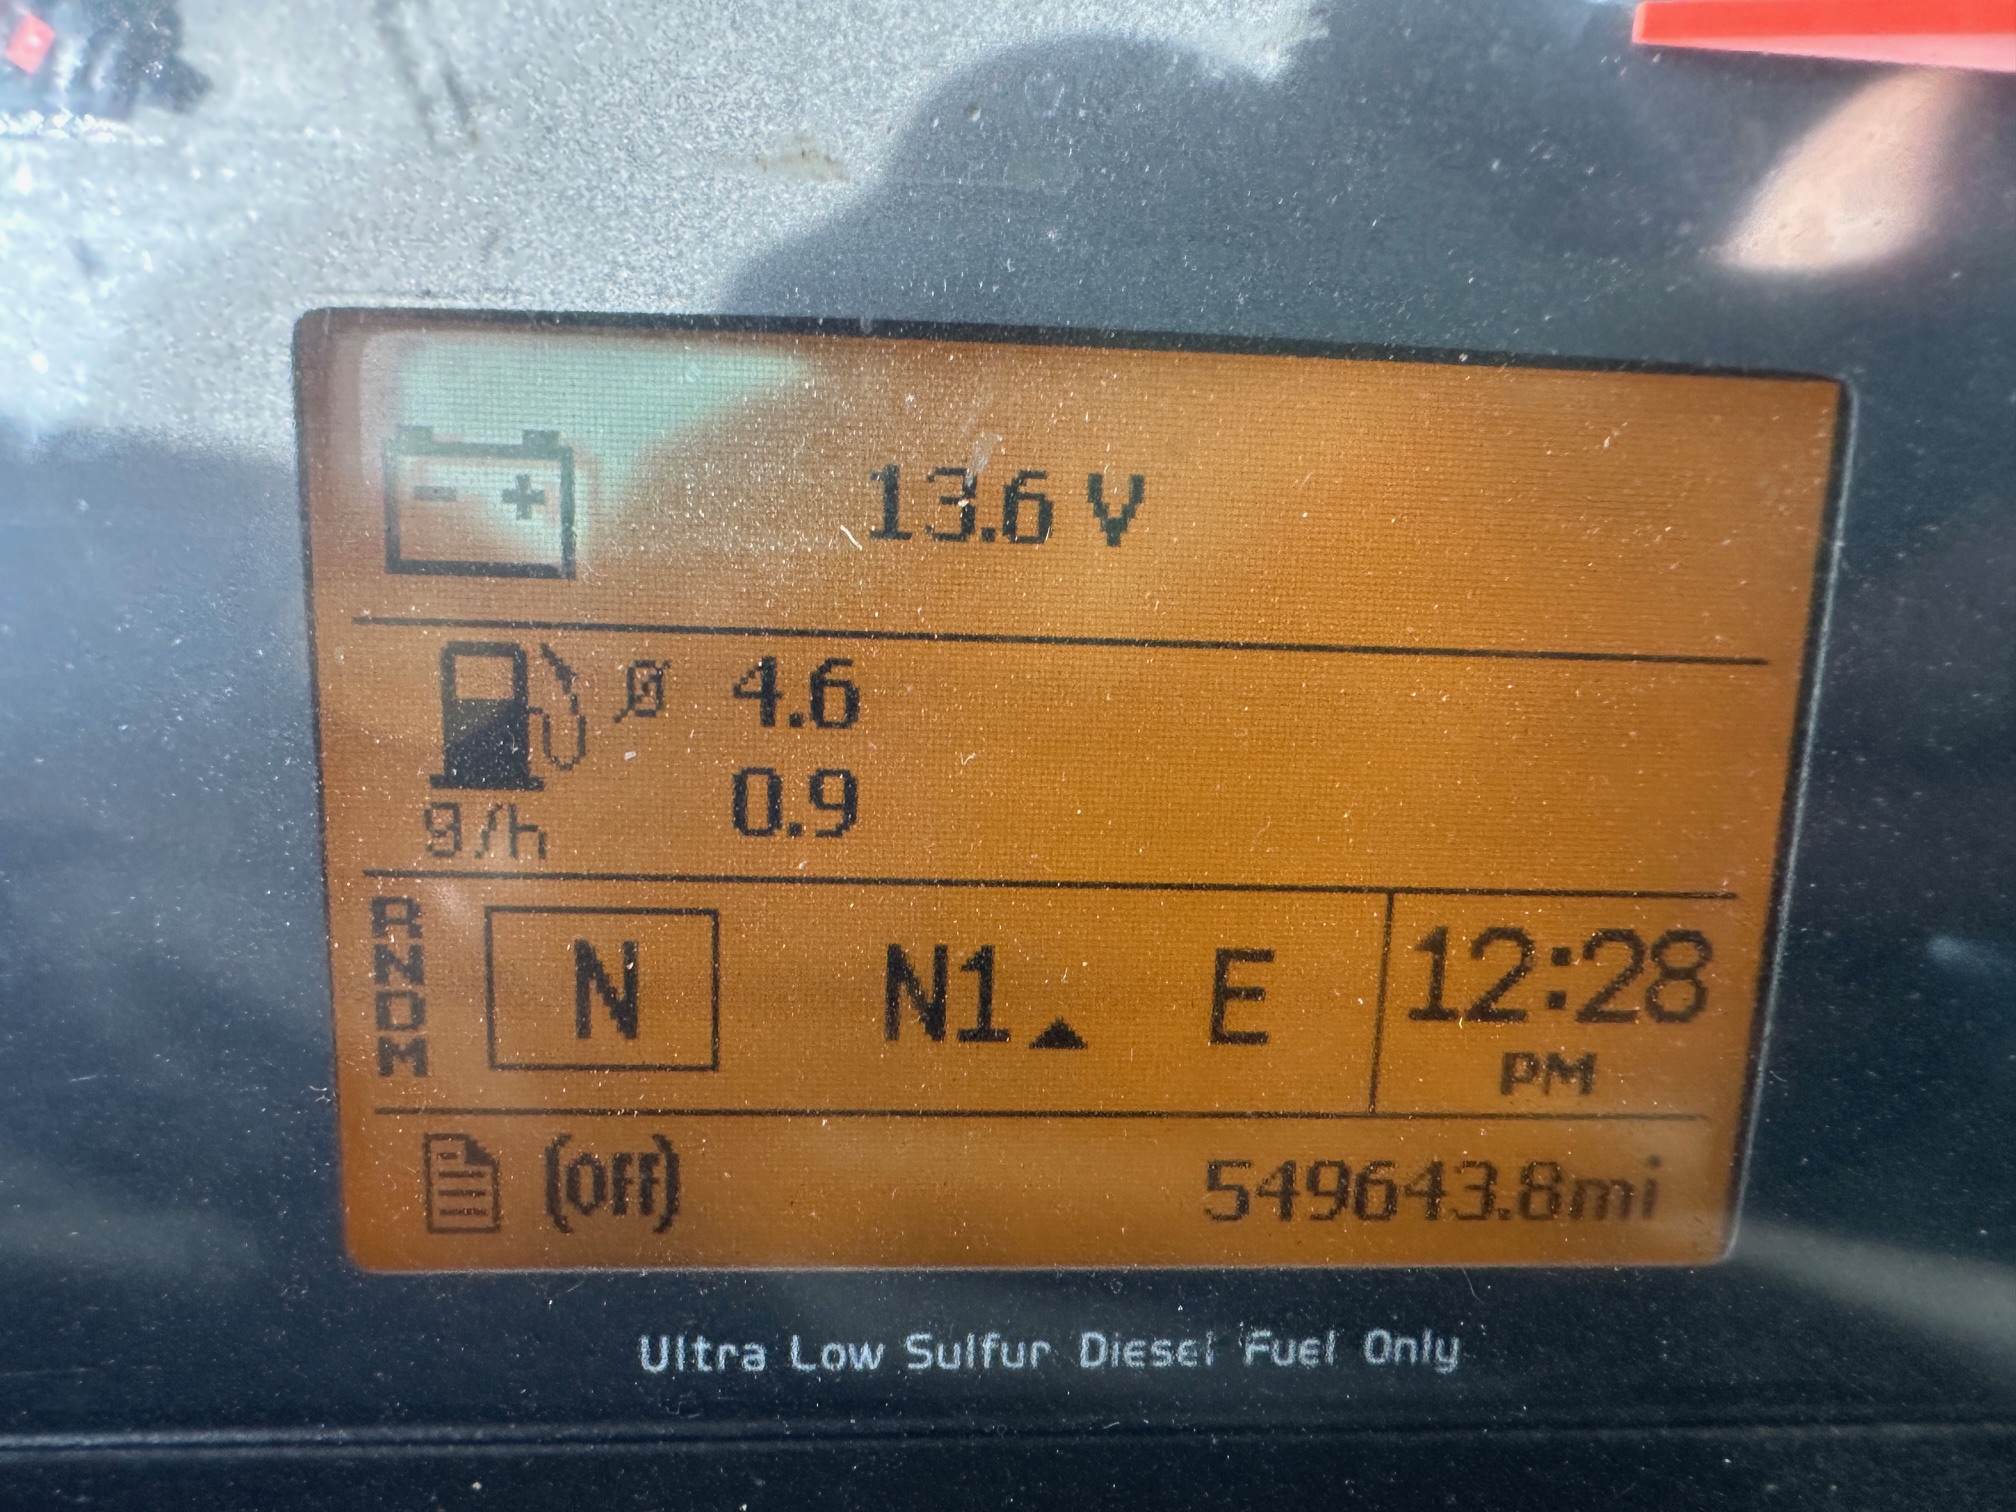 - +
13.6 V
Ø 4.6
0.9
g/h
R
N
D
M
N N1 E
12:28
PM
(OFF) 549643.8mi
Ultra Low Sulfur Diesel Fuel Only